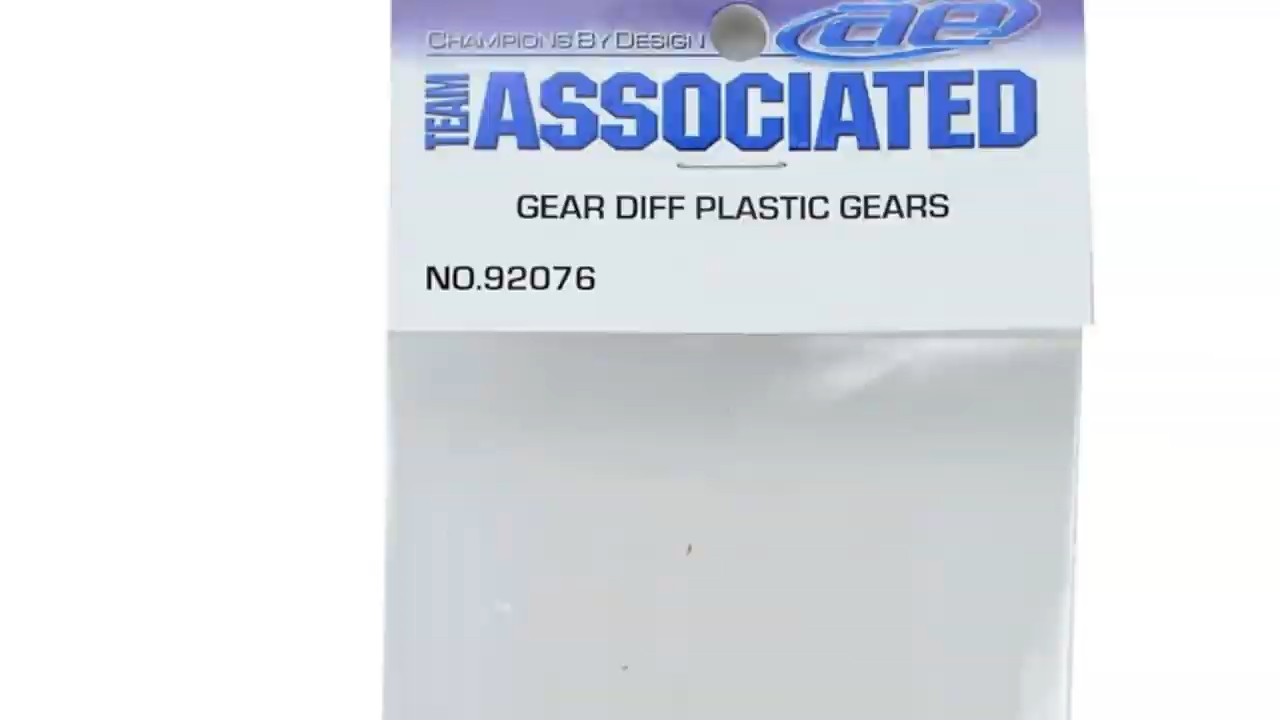 CHAMPIONS BY DESIGN
ae
TEAM ASSOCIATED
GEAR DIFF PLASTIC GEARS
NO.92076